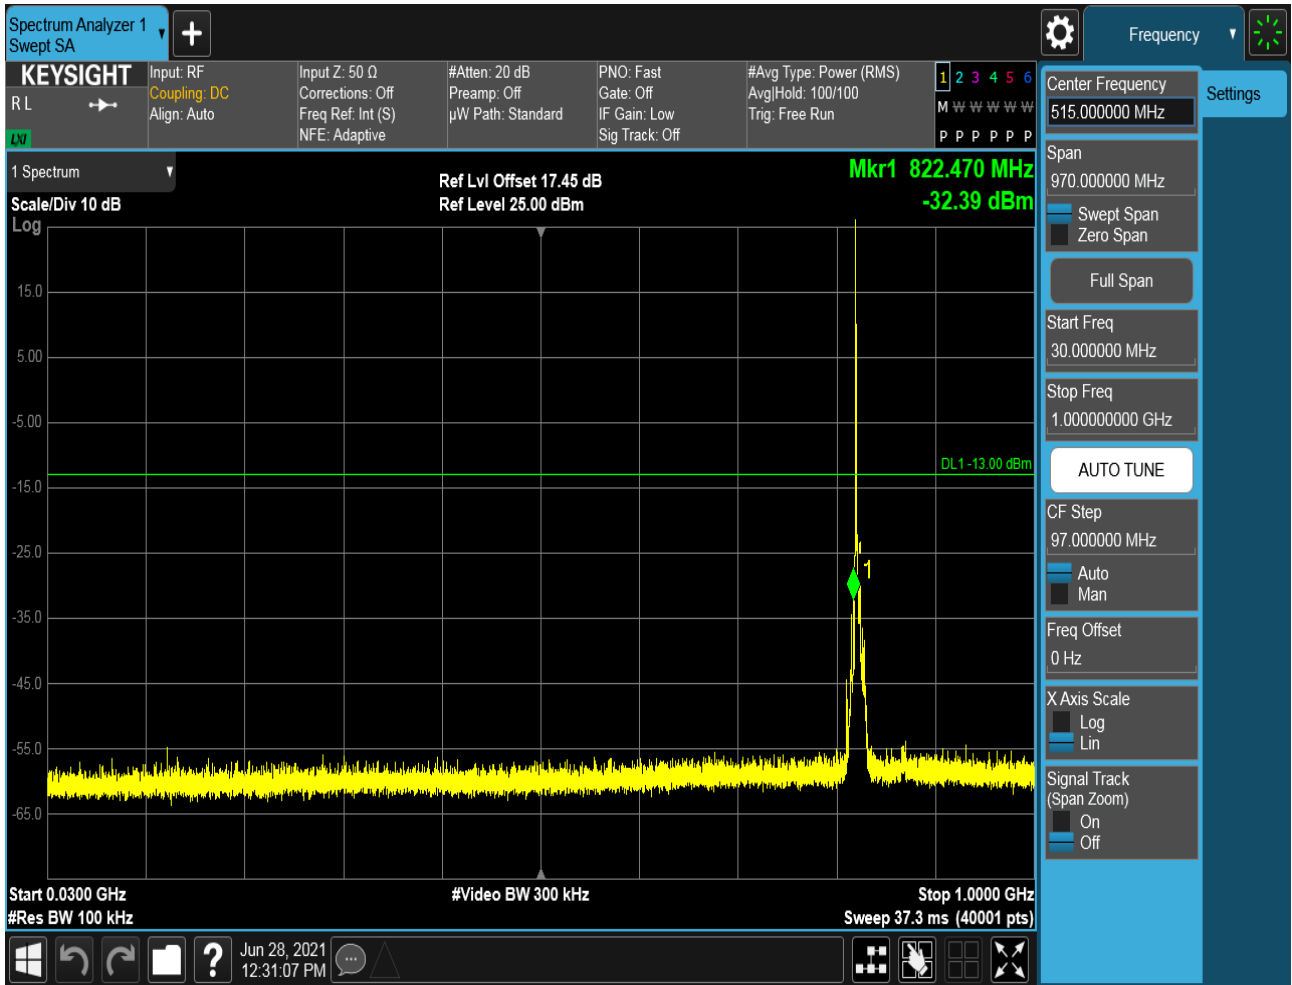 Spectrum Analyzer 1
Swept SA
Frequency
KEYSIGHT
R L
LXI
Input: RF
Coupling: DC
Align: Auto
Input Z: 50 Ω
Corrections: Off
Freq Ref: Int (S)
NFE: Adaptive
#Atten: 20 dB
Preamp: Off
µW Path: Standard
PNO: Fast
Gate: Off
IF Gain: Low
Sig Track: Off
#Avg Type: Power (RMS)
Avg|Hold: 100/100
Trig: Free Run
1 2 3 4 5 6
M W W W W W
P P P P P P
1 Spectrum
Scale/Div 10 dB
Log
Ref Lvl Offset 17.45 dB
Ref Level 25.00 dBm
Mkr1 822.470 MHz
-32.39 dBm
15.0
5.00
-5.00
-15.0
-25.0
-35.0
-45.0
-55.0
-65.0
DL1 -13.00 dBm
1
Start 0.0300 GHz
#Res BW 100 kHz
#Video BW 300 kHz
Stop 1.0000 GHz
Sweep 37.3 ms (40001 pts)
Jun 28, 2021
12:31:07 PM
Center Frequency
515.000000 MHz
Settings
Span
970.000000 MHz
Swept Span
Zero Span
Full Span
Start Freq
30.000000 MHz
Stop Freq
1.000000000 GHz
AUTO TUNE
CF Step
97.000000 MHz
Auto
Man
Freq Offset
0 Hz
X Axis Scale
Log
Lin
Signal Track
(Span Zoom)
On
Off